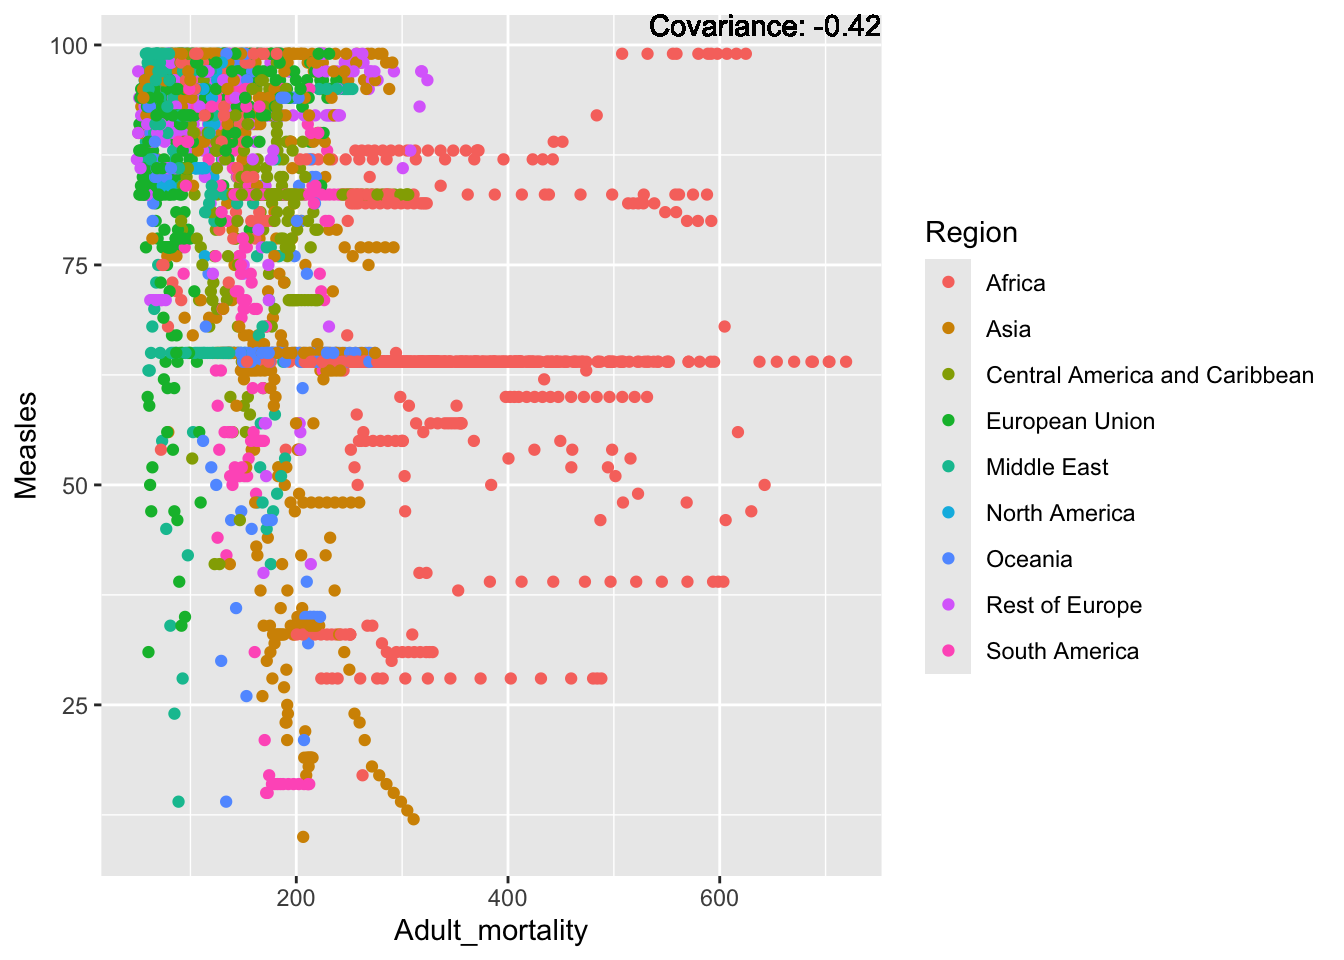 Covariance: -0.42
100
75
50
25
Measles
200
400
600
Adult_mortality
Region
Africa
Asia
Central America and Caribbean
European Union
Middle East
North America
Oceania
Rest of Europe
South America